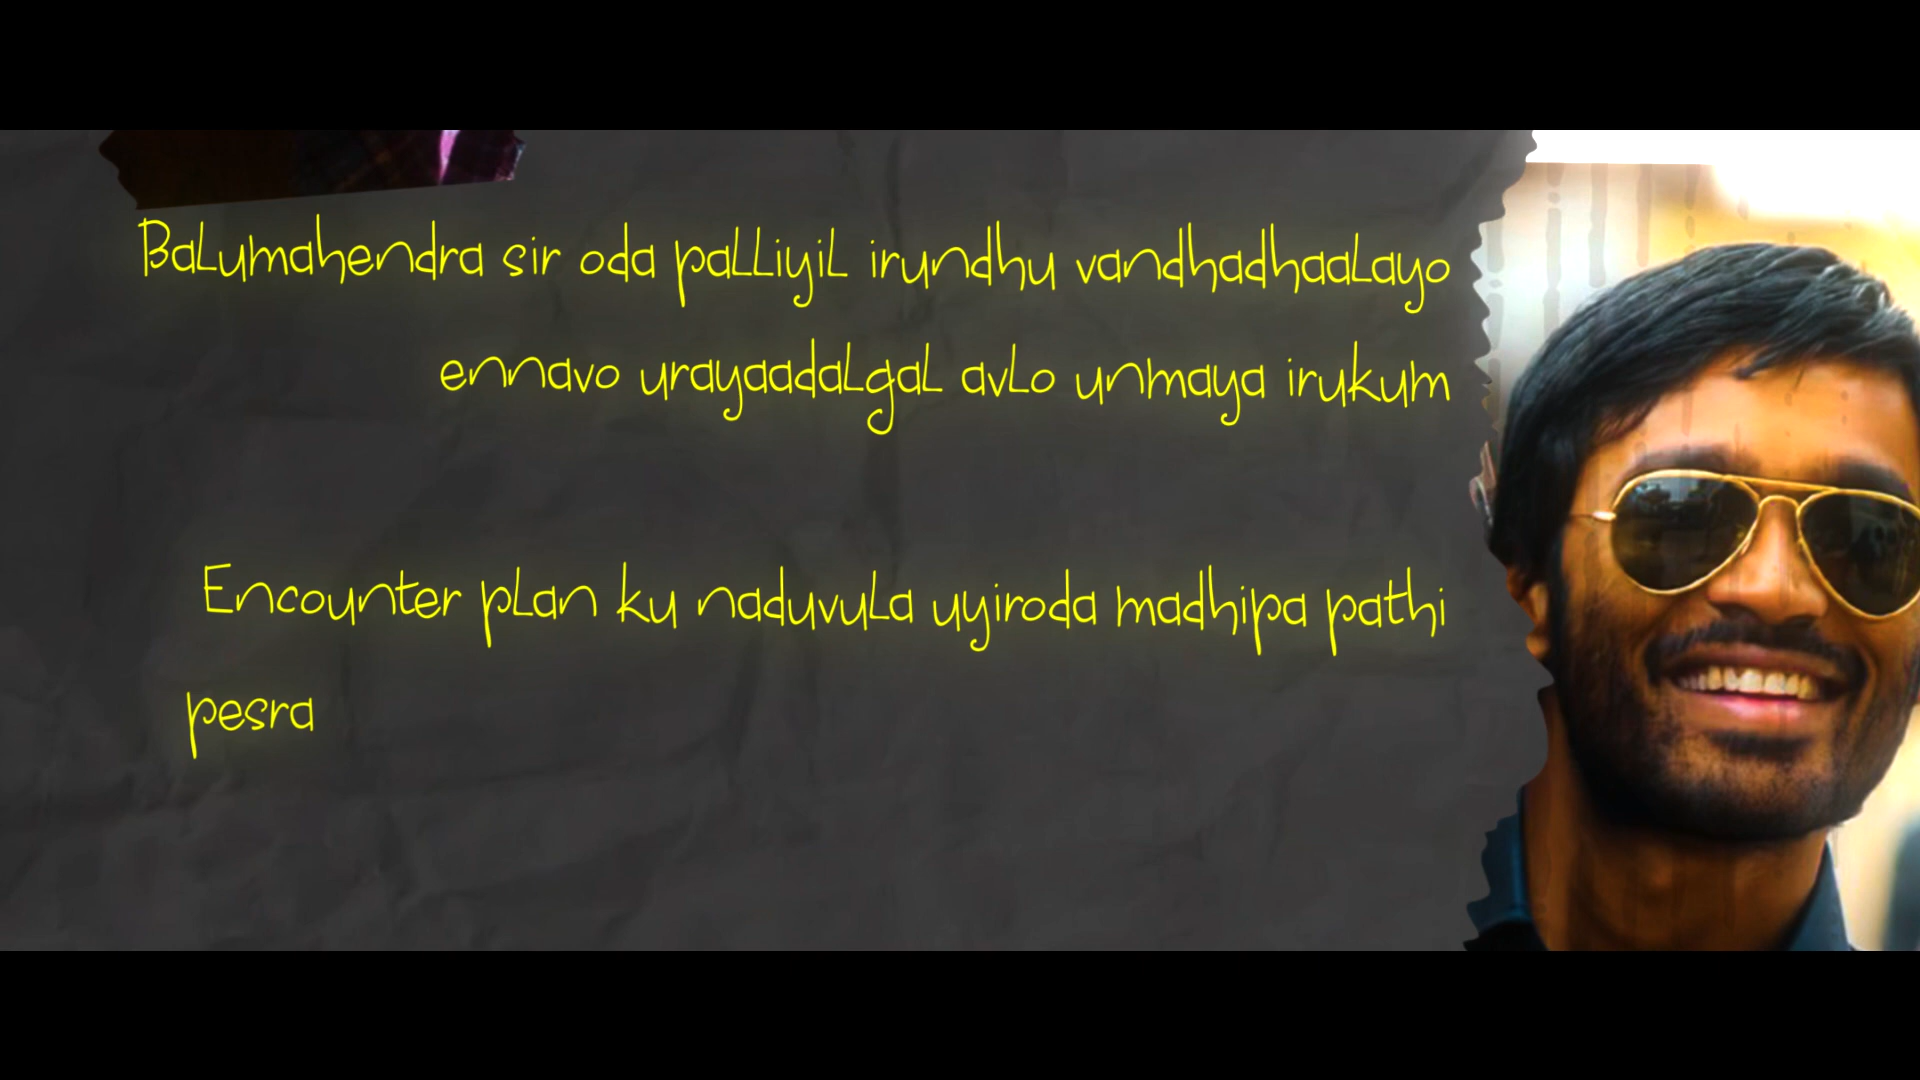 Balumahendra sir oda palliyil irundhu vandhadhaalayo
ennavo urayaadalgal avlo unmaya irukum
Encounter plan ku naduvula uyiroda madhipa pathi
pesra